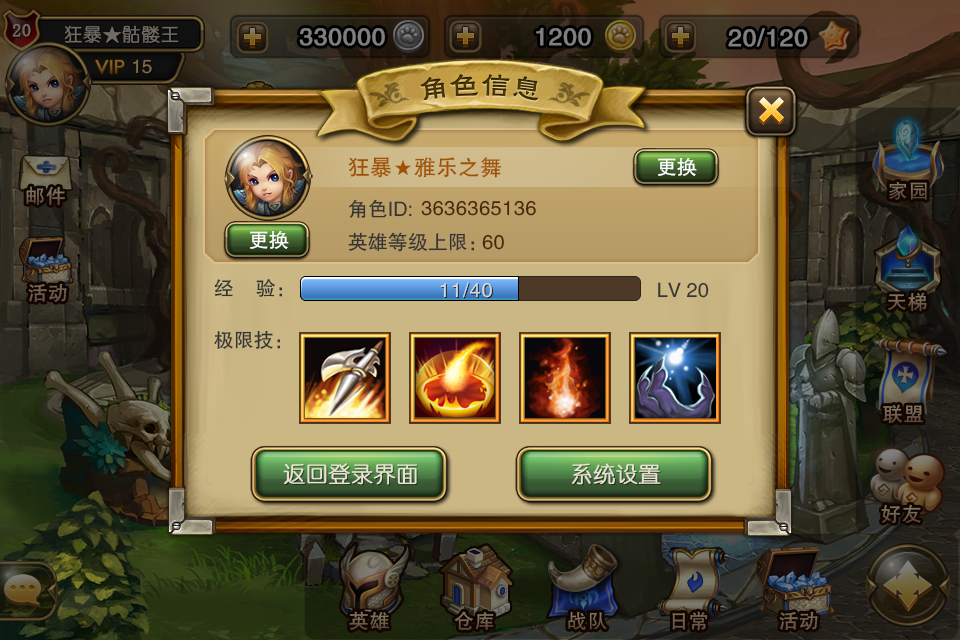 20 狂暴★骷髅王
VIP 15
330000
1200
20/120
角色信息
狂暴★雅乐之舞
更换
角色ID: 3636365136
更换
英雄等级上限: 60
经 验: 11/40 LV 20
极限技:
返回登录界面
系统设置
邮件
活动
家园
天梯
联盟
好友
英雄
仓库
战队
日常
活动